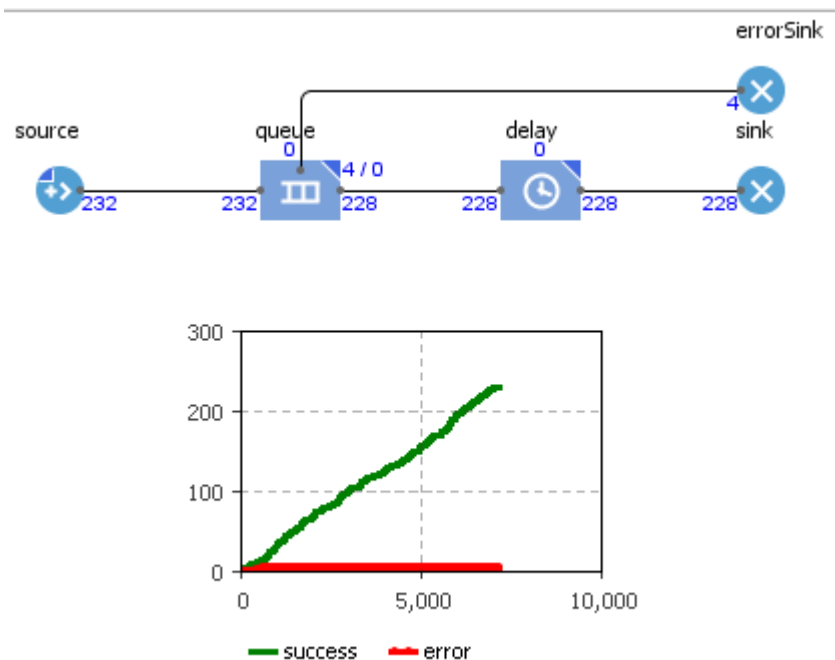 errorSink
4
source queue delay sink
0 0
4 / 0
232 232 228 228 228 228
300
200
100
0
0 5,000 10,000
success error